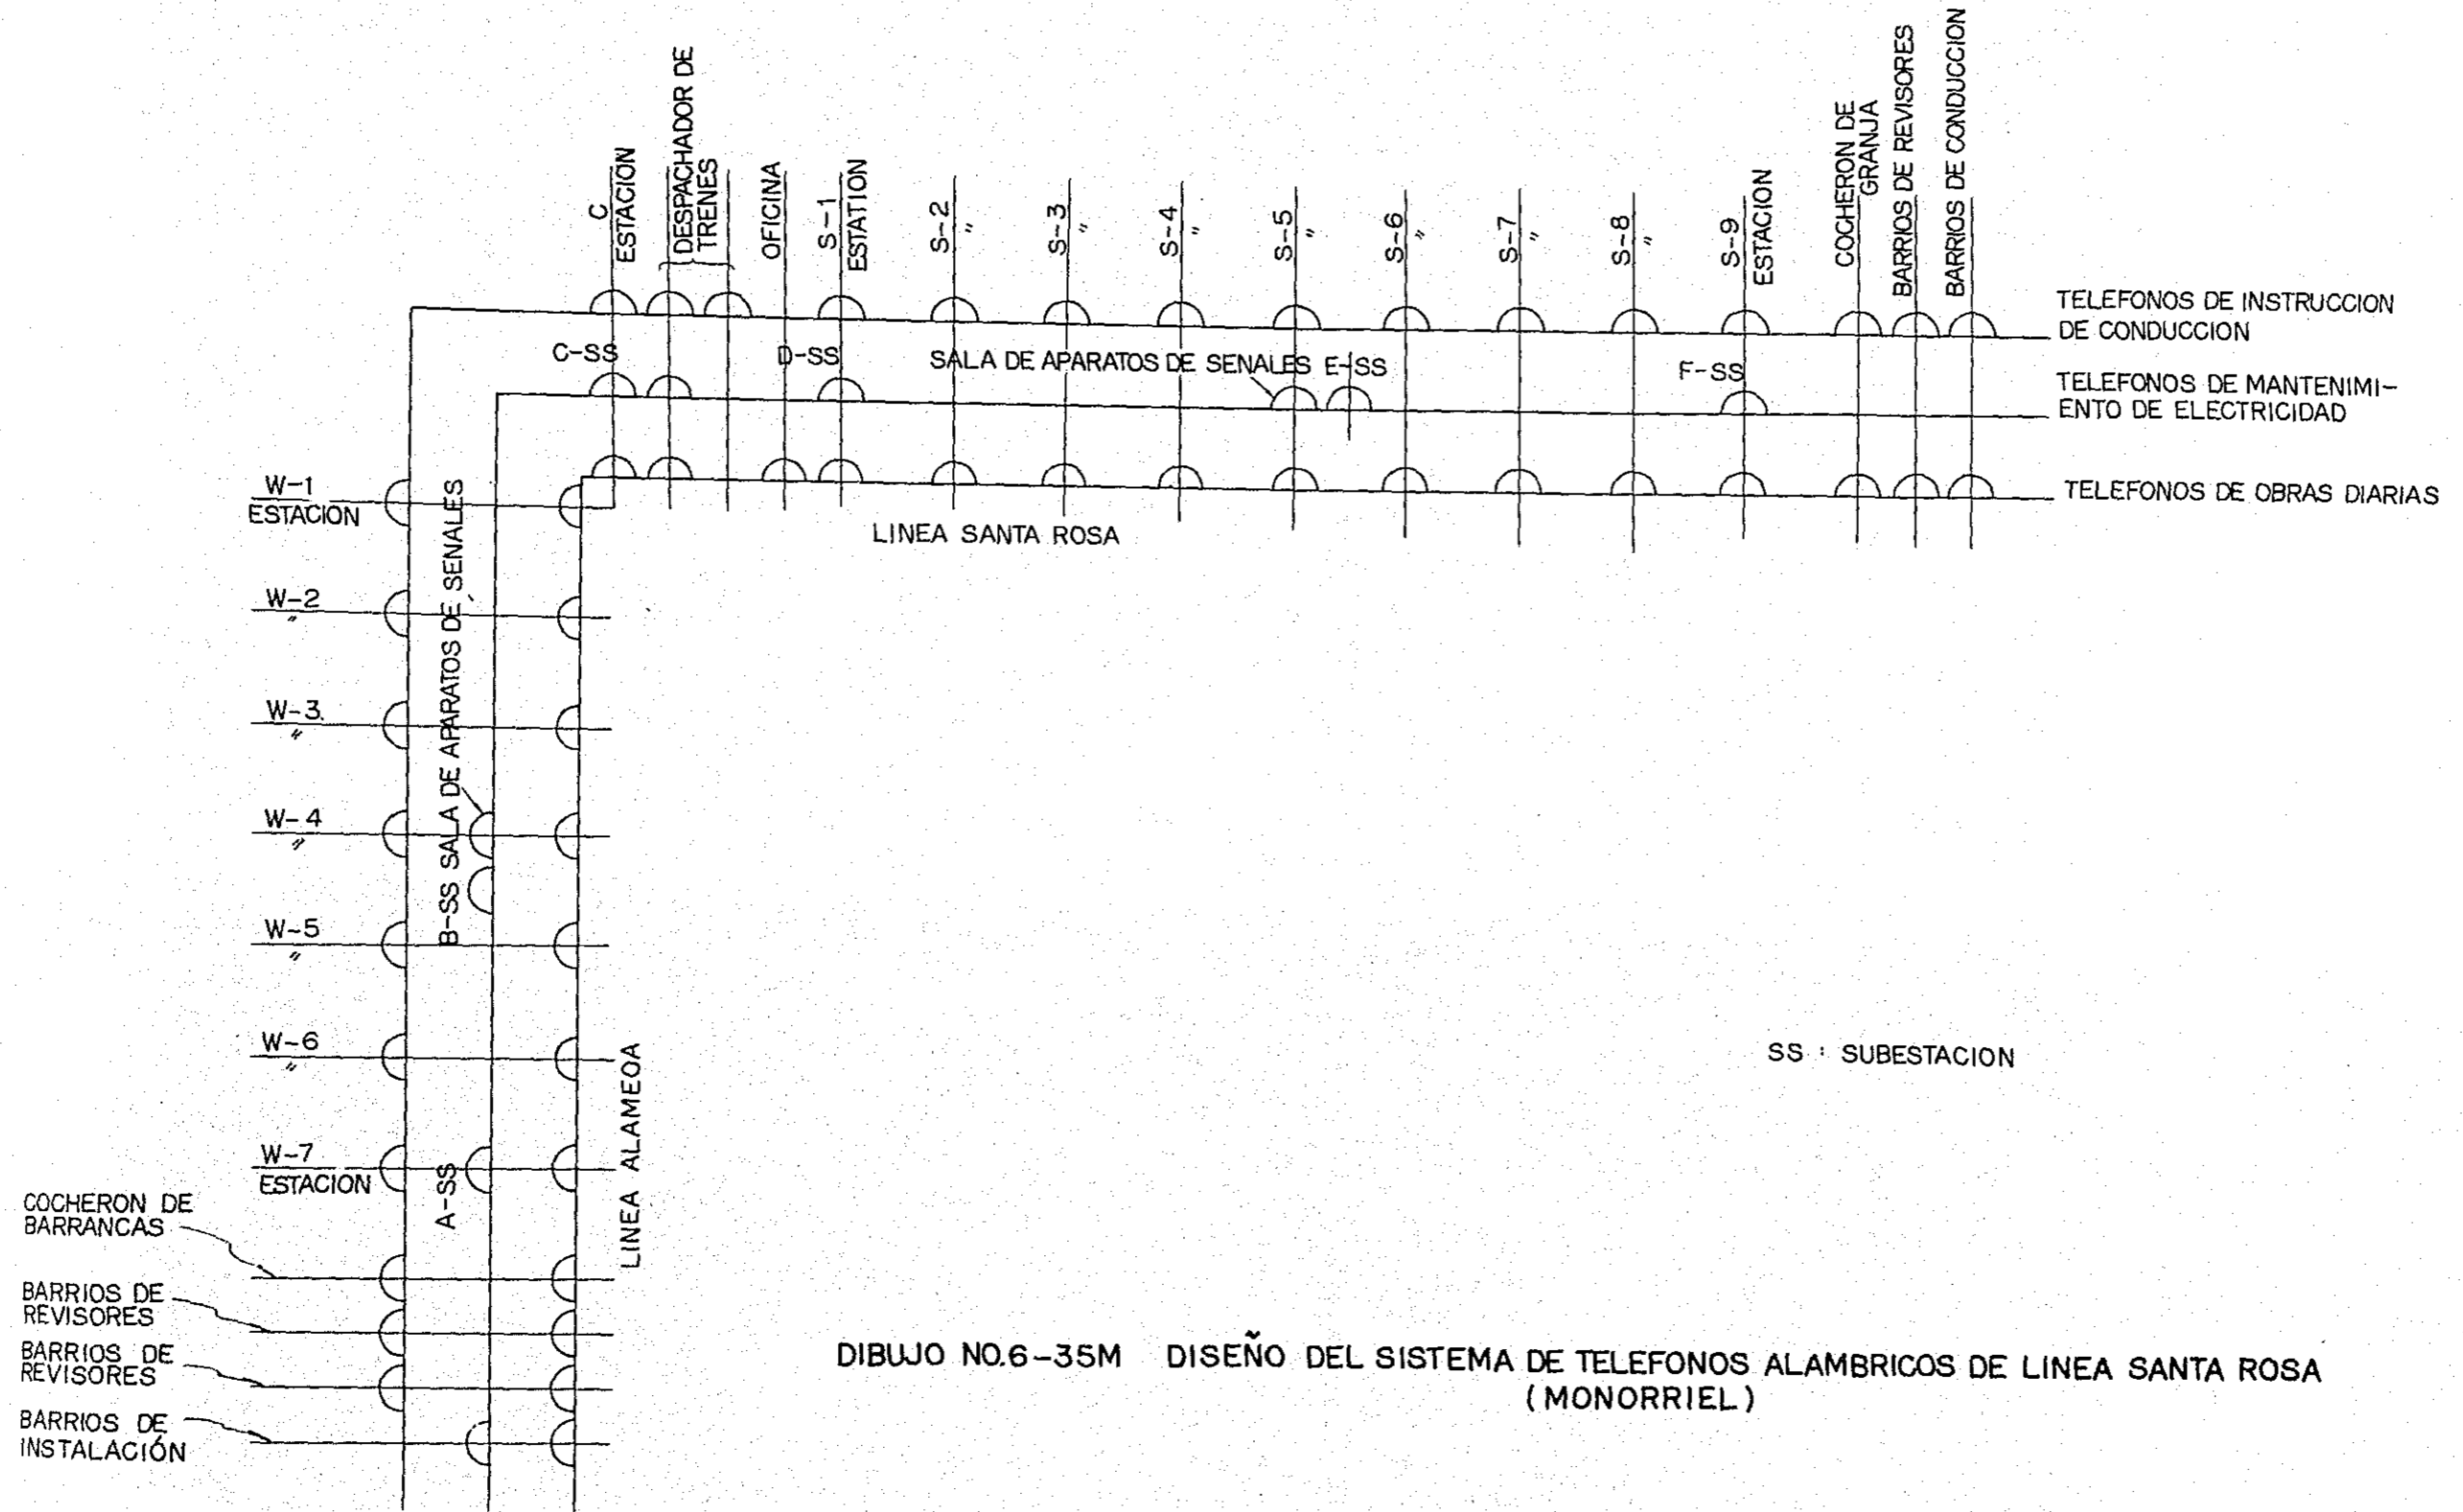 C
ESTACION
DESPACHADOR DE
TRENES
OFICINA
S-1
ESTATION
S-2
"
S-3
"
S-4
"
S-5
"
S-6
"
S-7
"
S-8
"
S-9
ESTACION
COCHERON DE
GRANJA
BARRIOS DE REVISORES
BARRIOS DE CONDUCCION
TELEFONOS DE INSTRUCCION
DE CONDUCCION
C-SS
D-SS
SALA DE APARATOS DE SENALES
E-SS
F-SS
TELEFONOS DE MANTENIMI-
ENTO DE ELECTRICIDAD
TELEFONOS DE OBRAS DIARIAS
LINEA SANTA ROSA
W-1
ESTACION
W-2
"
W-3
"
W-4
"
W-5
"
W-6
"
W-7
ESTACION
B-SS SALA DE APARATOS DE SENALES
A-SS
LINEA ALAMEOA
COCHERON DE
BARRANCAS
BARRIOS DE
REVISORES
BARRIOS DE
REVISORES
BARRIOS DE
INSTALACIÓN
SS : SUBESTACION
DIBUJO NO.6-35M DISEÑO DEL SISTEMA DE TELEFONOS ALAMBRICOS DE LINEA SANTA ROSA
(MONORRIEL)